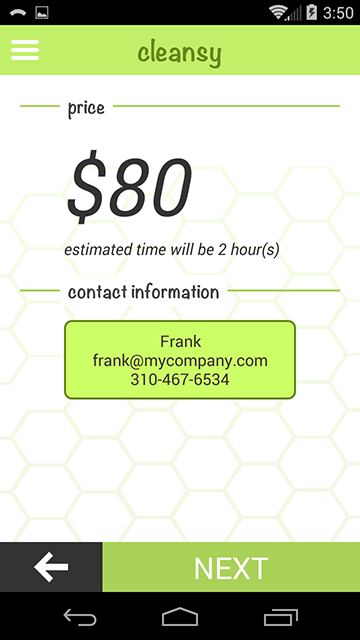 3:50
cleansy
price
$80
estimated time will be 2 hour(s)
contact information
Frank
frank@mycompany.com
310-467-6534
NEXT